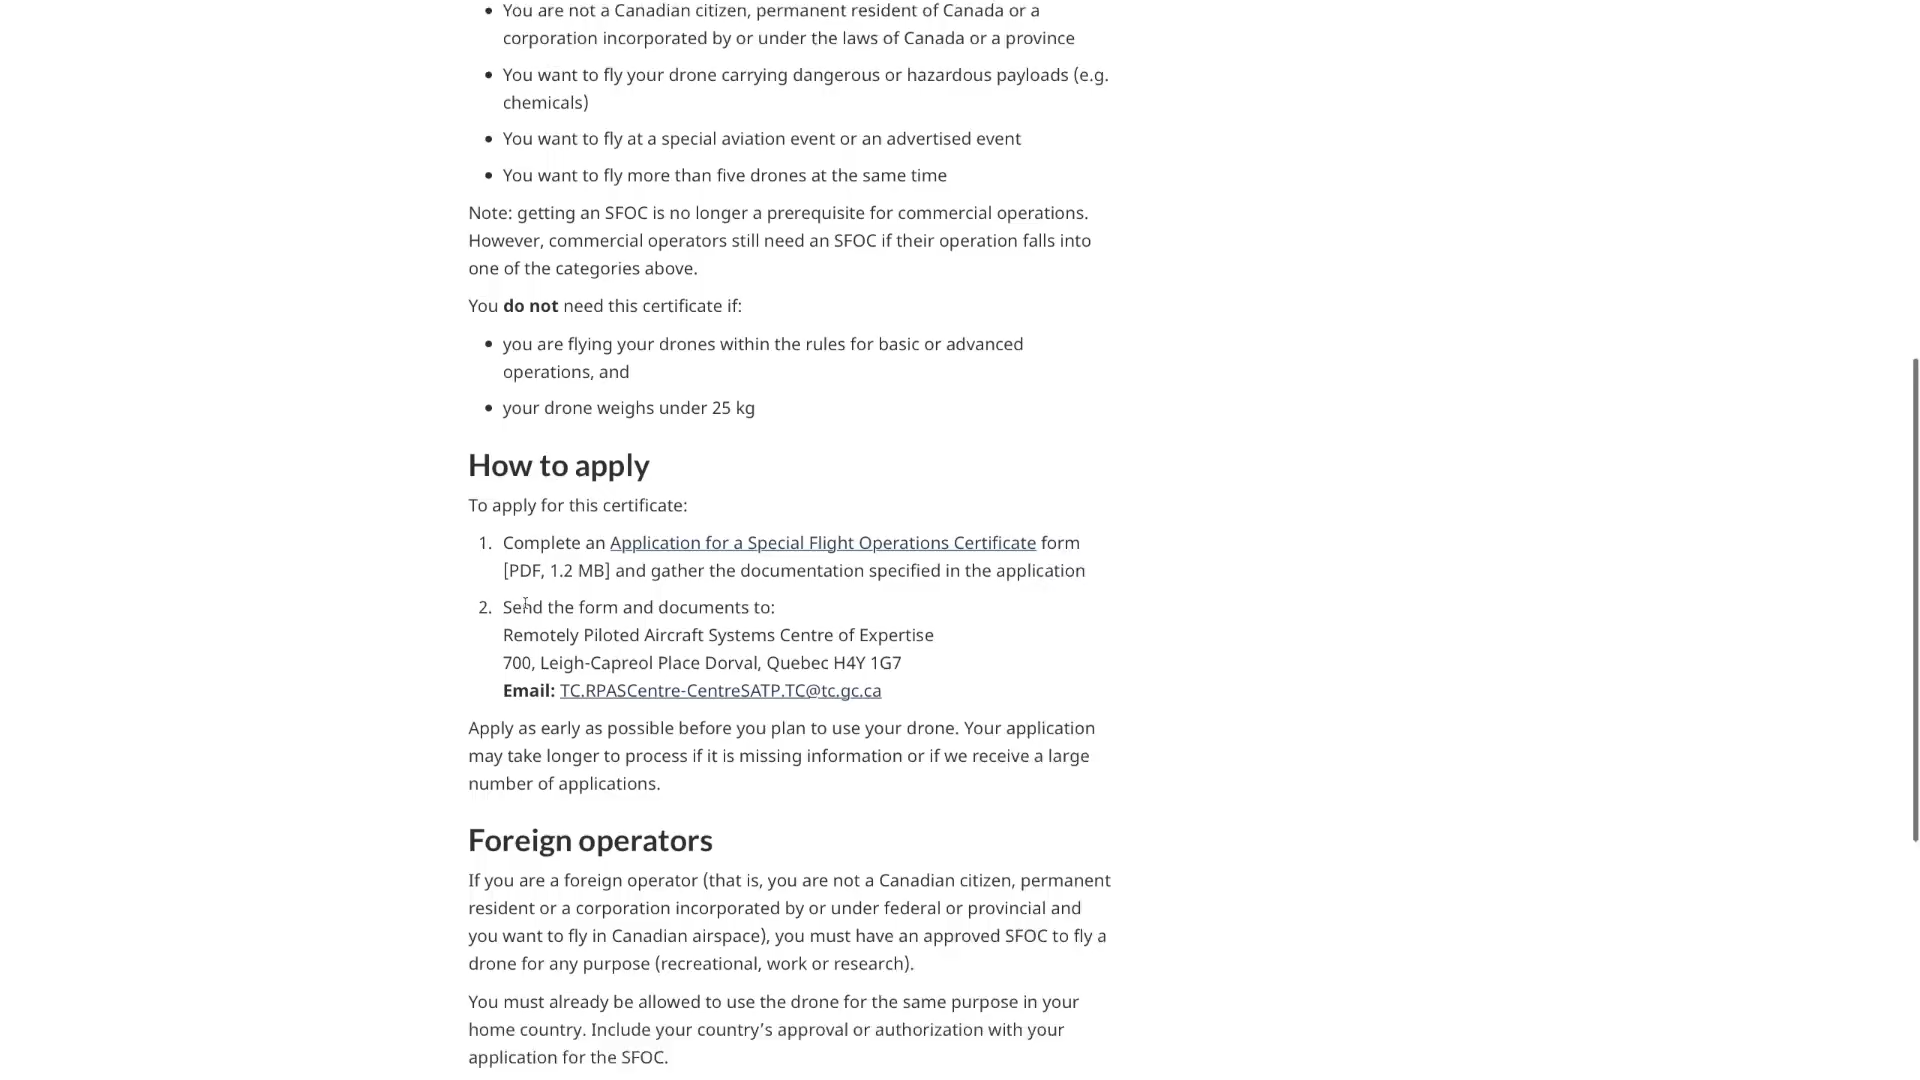 • You are not a Canadian citizen, permanent resident of Canada or a
corporation incorporated by or under the laws of Canada or a province
• You want to fly your drone carrying dangerous or hazardous payloads (e.g.
chemicals)
• You want to fly at a special aviation event or an advertised event
• You want to fly more than five drones at the same time
Note: getting an SFOC is no longer a prerequisite for commercial operations.
However, commercial operators still need an SFOC if their operation falls into
one of the categories above.
You do not need this certificate if:
• you are flying your drones within the rules for basic or advanced
operations, and
• your drone weighs under 25 kg
How to apply
To apply for this certificate:
1. Complete an Application for a Special Flight Operations Certificate form
[PDF, 1.2 MB] and gather the documentation specified in the application
2. Send the form and documents to:
Remotely Piloted Aircraft Systems Centre of Expertise
700, Leigh-Capreol Place Dorval, Quebec H4Y 1G7
Email: TC.RPASCentre-CentreSATP.TC@tc.gc.ca
Apply as early as possible before you plan to use your drone. Your application
may take longer to process if it is missing information or if we receive a large
number of applications.
Foreign operators
If you are a foreign operator (that is, you are not a Canadian citizen, permanent
resident or a corporation incorporated by or under federal or provincial and
you want to fly in Canadian airspace), you must have an approved SFOC to fly a
drone for any purpose (recreational, work or research).
You must already be allowed to use the drone for the same purpose in your
home country. Include your country’s approval or authorization with your
application for the SFOC.